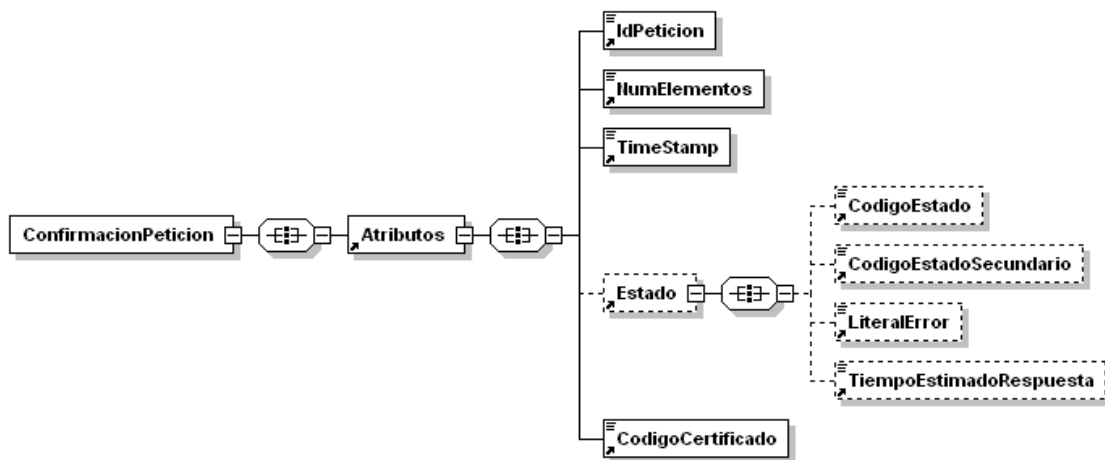 IdPeticion
NumElementos
TimeStamp
ConfirmacionPeticion
Atributos
Estado
CodigoEstado
CodigoEstadoSecundario
LiteralError
TiempoEstimadoRespuesta
CodigoCertificado